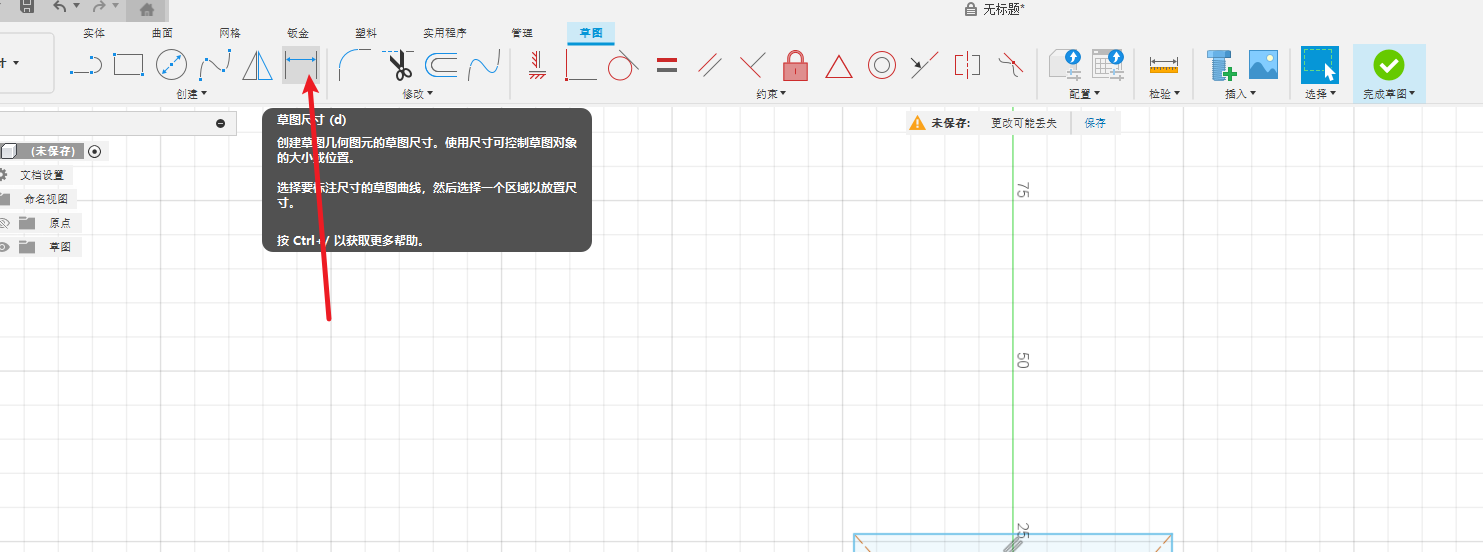 无标题*
实体 曲面 网格 钣金 塑料 实用程序 管理 草图
创建 修改 约束 配置 检验 插入 选择 完成草图
草图尺寸 (d)
创建草图几何图元的草图尺寸。使用尺寸可控制草图对象
的大小或位置。
选择要标注尺寸的草图曲线，然后选择一个区域以放置尺
寸。
按 Ctrl+/ 以获取更多帮助。
未保存: 更改可能丢失 保存
(未保存)
文档设置
命名视图
原点
草图
75
50
25